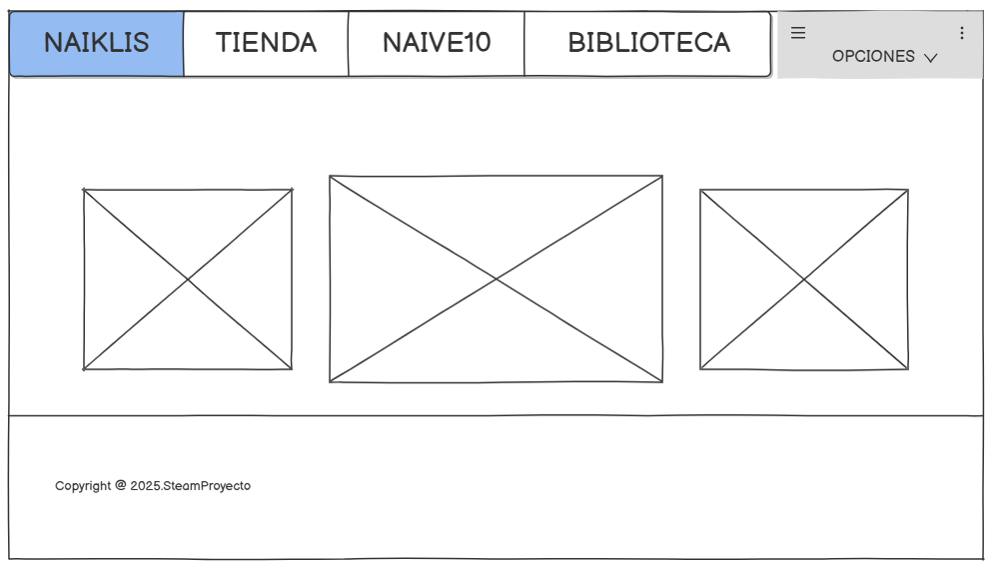 NAIKLIS TIENDA NAIVE10 BIBLIOTECA
OPCIONES
Copyright @ 2025.SteamProyecto